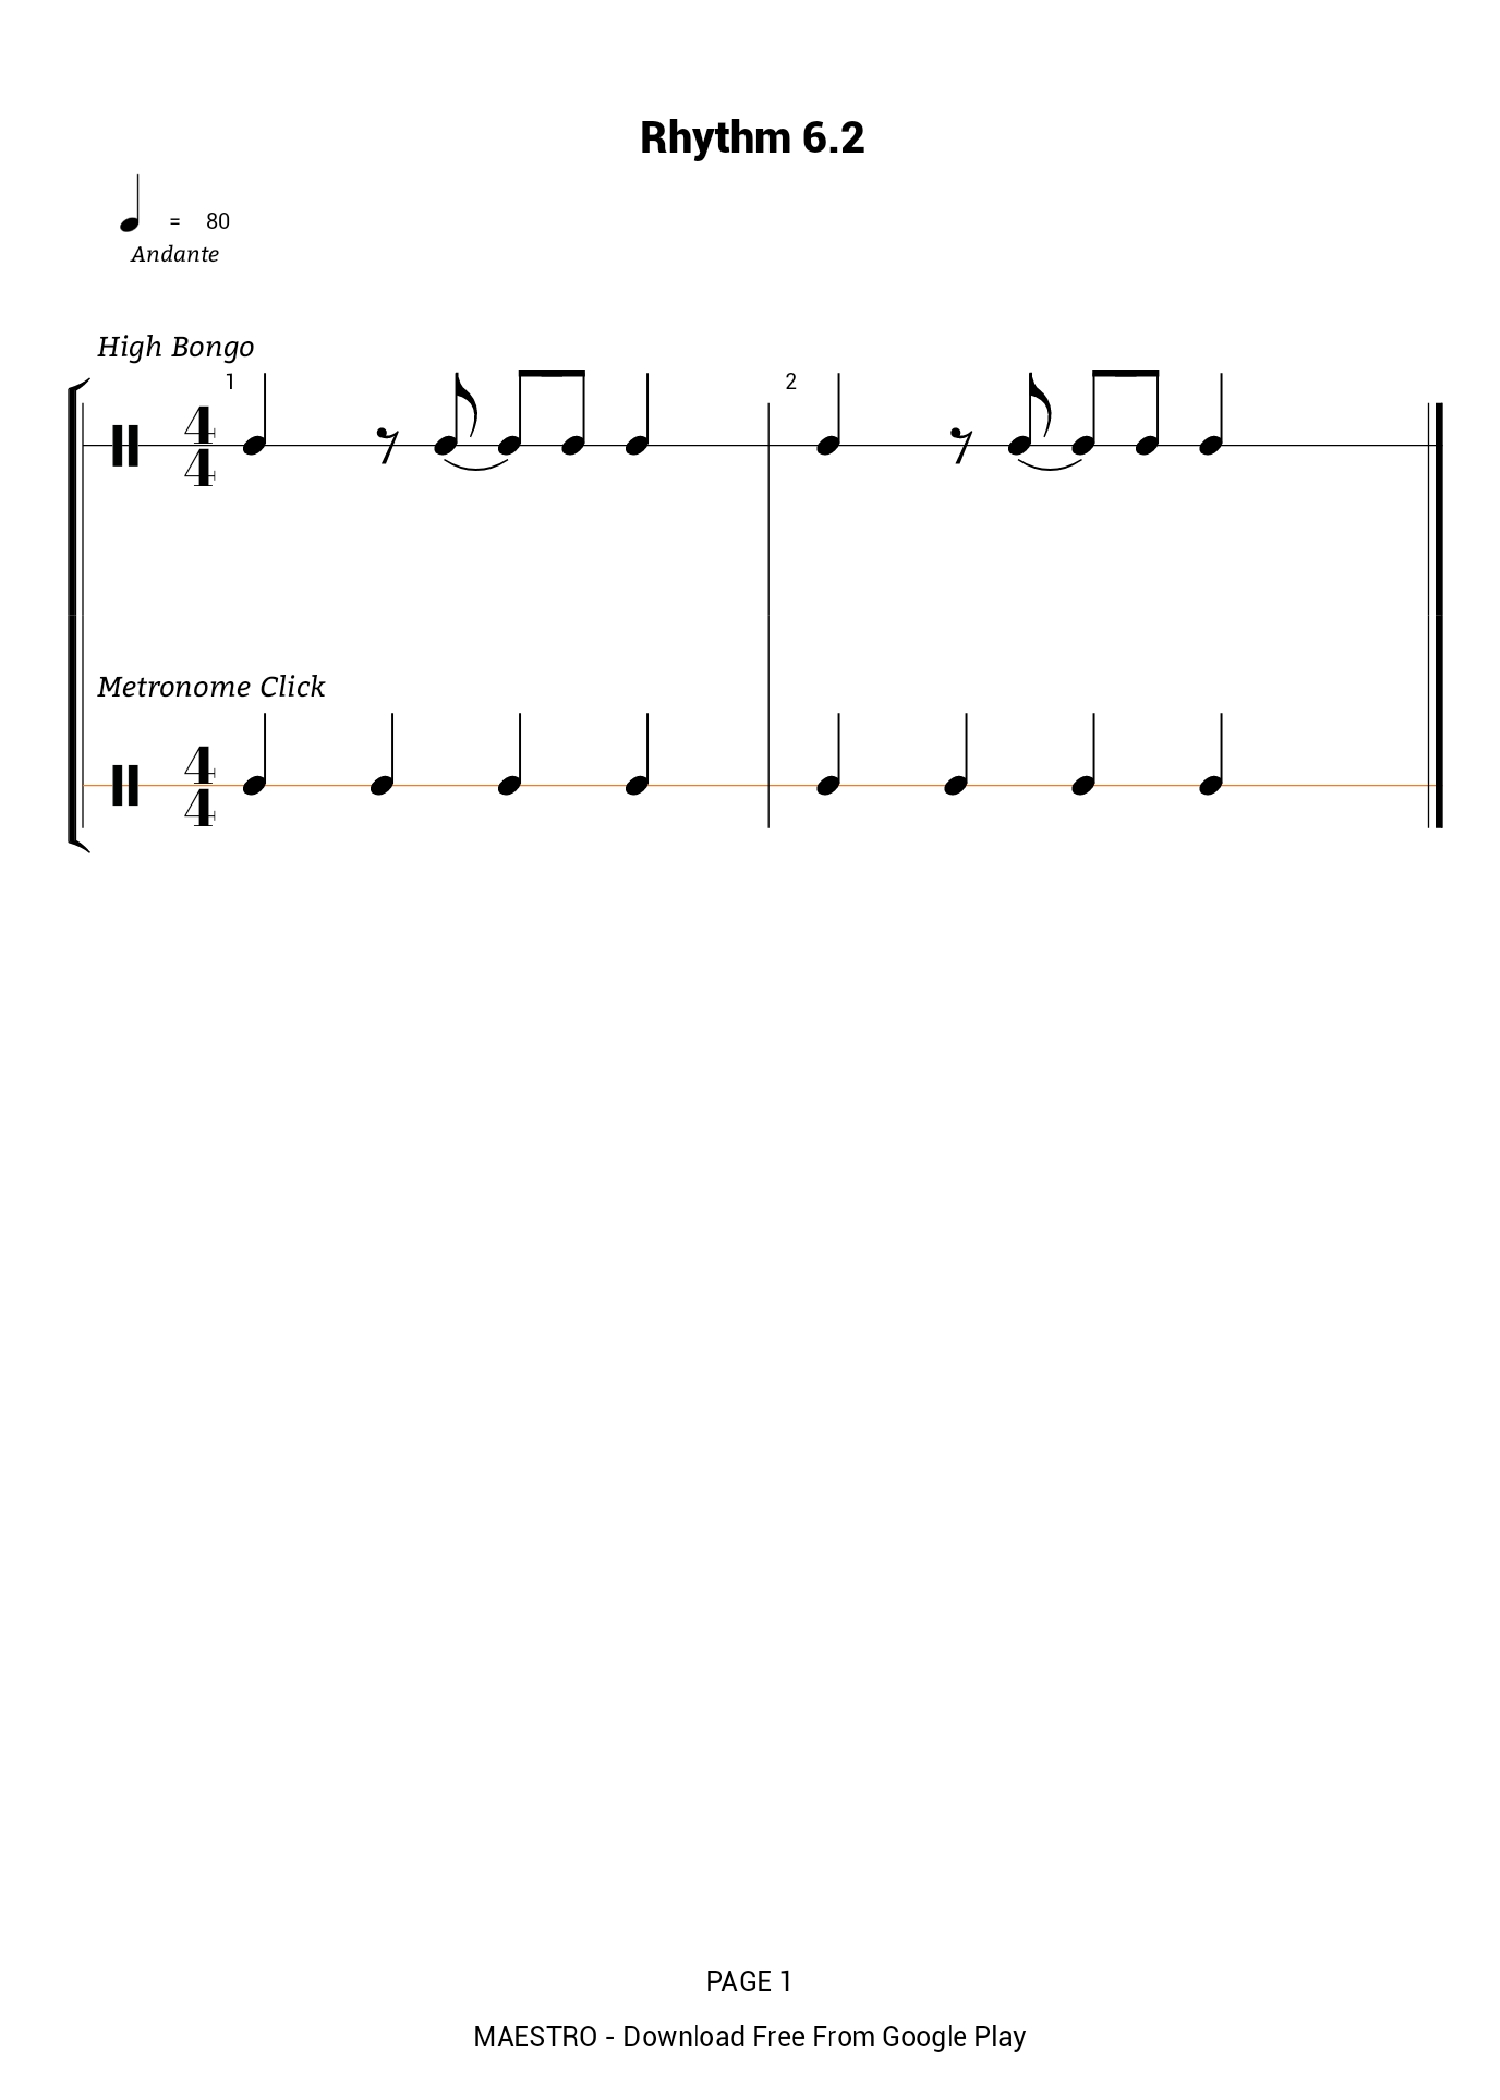 Rhythm 6.2
= 80
Andante
High Bongo
1
2
4
4
Metronome Click
4
4
PAGE 1
MAESTRO - Download Free From Google Play